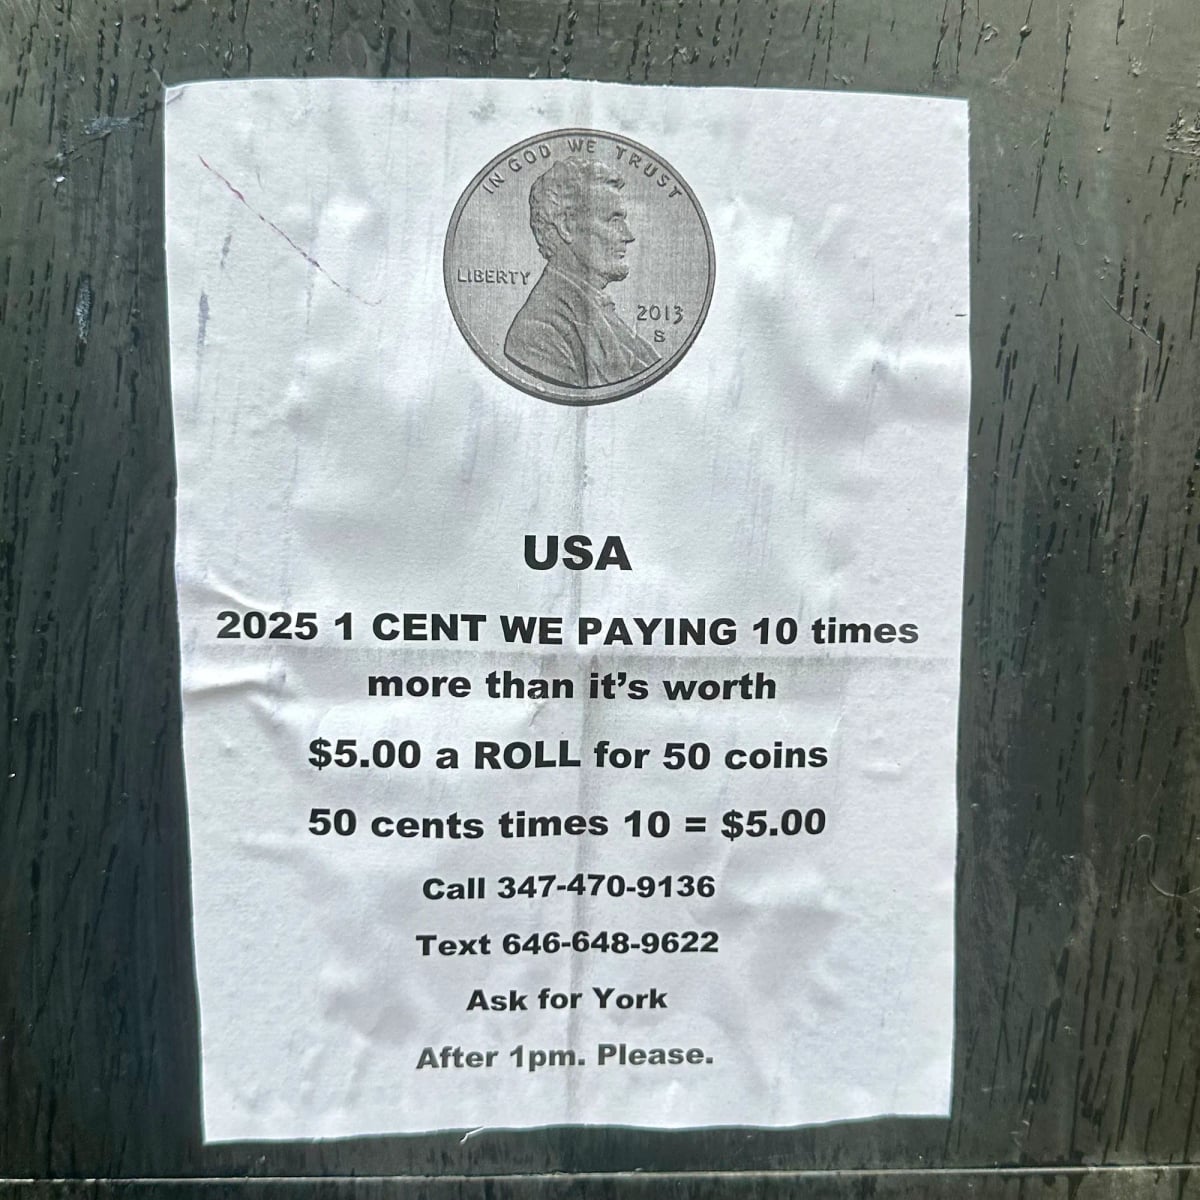 IN GOD WE TRUST
LIBERTY
2013
S
USA
2025 1 CENT WE PAYING 10 times
more than it’s worth
$5.00 a ROLL for 50 coins
50 cents times 10 = $5.00
Call 347-470-9136
Text 646-648-9622
Ask for York
After 1pm. Please.